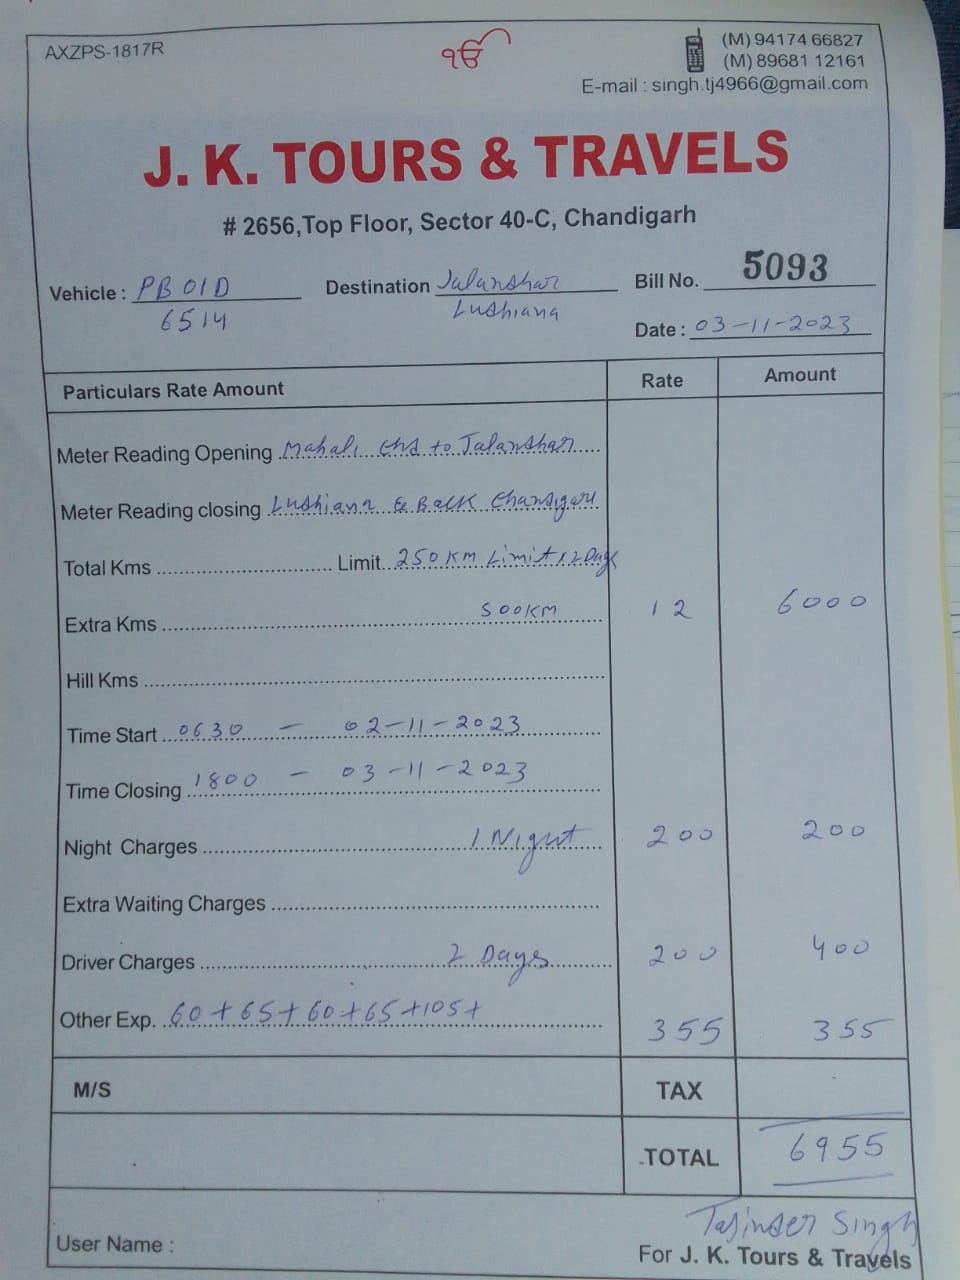 AXZPS-1817R
ੴ
(M) 94174 66827
(M) 89681 12161
E-mail : singh.tj4966@gmail.com
J. K. TOURS & TRAVELS
# 2656,Top Floor, Sector 40-C, Chandigarh
Vehicle : PB 01D 6514
Destination Jalandhar Ludhiana
Bill No. 5093
Date : 03-11-2023
Particulars Rate Amount Rate Amount
Meter Reading Opening Mahali Chd to Jalandhar
Meter Reading closing Ludhiana & Back Chandigarh
Total Kms Limit 250 KM Limit x 2 Days
Extra Kms 500KM 12 6000
Hill Kms
Time Start 0630 - 02-11-2023
Time Closing 1800 - 03-11-2023
Night Charges 1 Night 200 200
Extra Waiting Charges
Driver Charges 2 Days 200 400
Other Exp. 60+65+60+65+105+ 355 355
M/S TAX
TOTAL 6955
Tajinder Singh
User Name :
For J. K. Tours & Travels